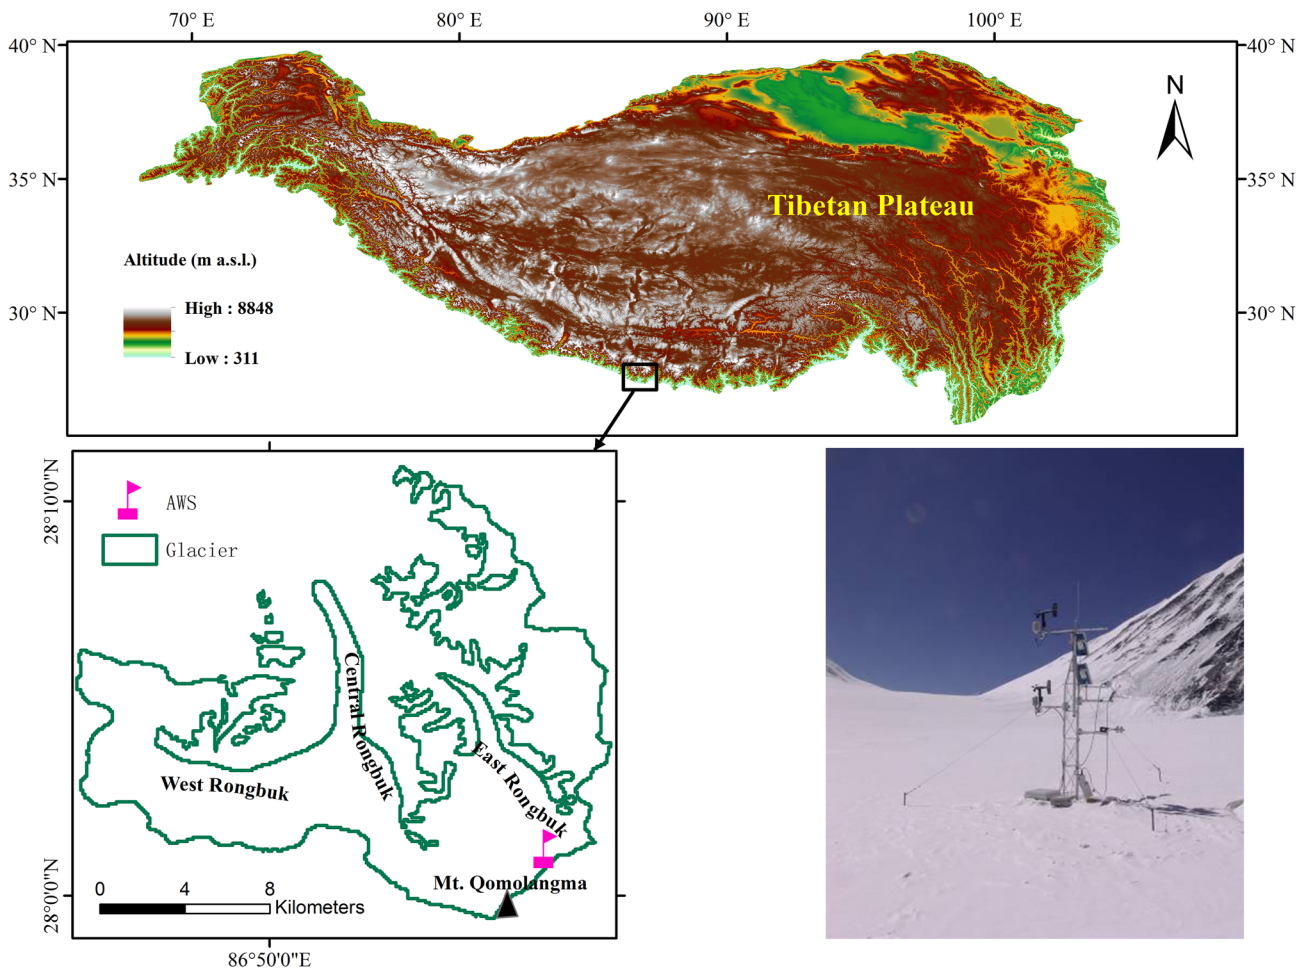 70° E
80° E
90° E
100° E
40° N
40° N
N
35° N
35° N
Tibetan Plateau
Altitude (m a.s.l.)
High : 8848
30° N
30° N
Low : 311
28°10'0"N
AWS
Glacier
Central Rongbuk
East Rongbuk
West Rongbuk
Mt. Qomolangma
28°0'0"N
0 4 8
Kilometers
86°50'0"E